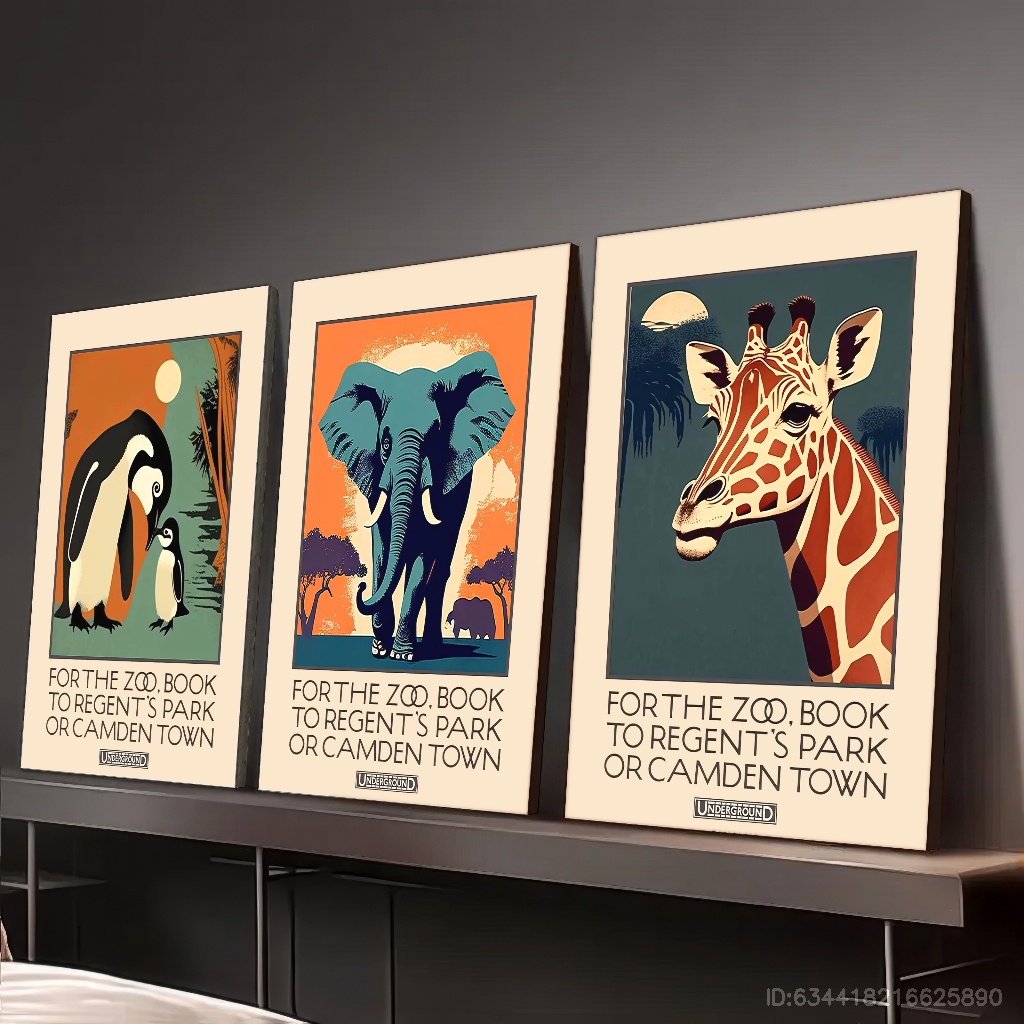 FOR THE ZOO, BOOK
TO REGENT'S PARK
OR CAMDEN TOWN
UNDERGROUND
FOR THE ZOO, BOOK
TO REGENT'S PARK
OR CAMDEN TOWN
UNDERGROUND
FOR THE ZOO, BOOK
TO REGENT'S PARK
OR CAMDEN TOWN
UNDERGROUND
ID:634418216625890